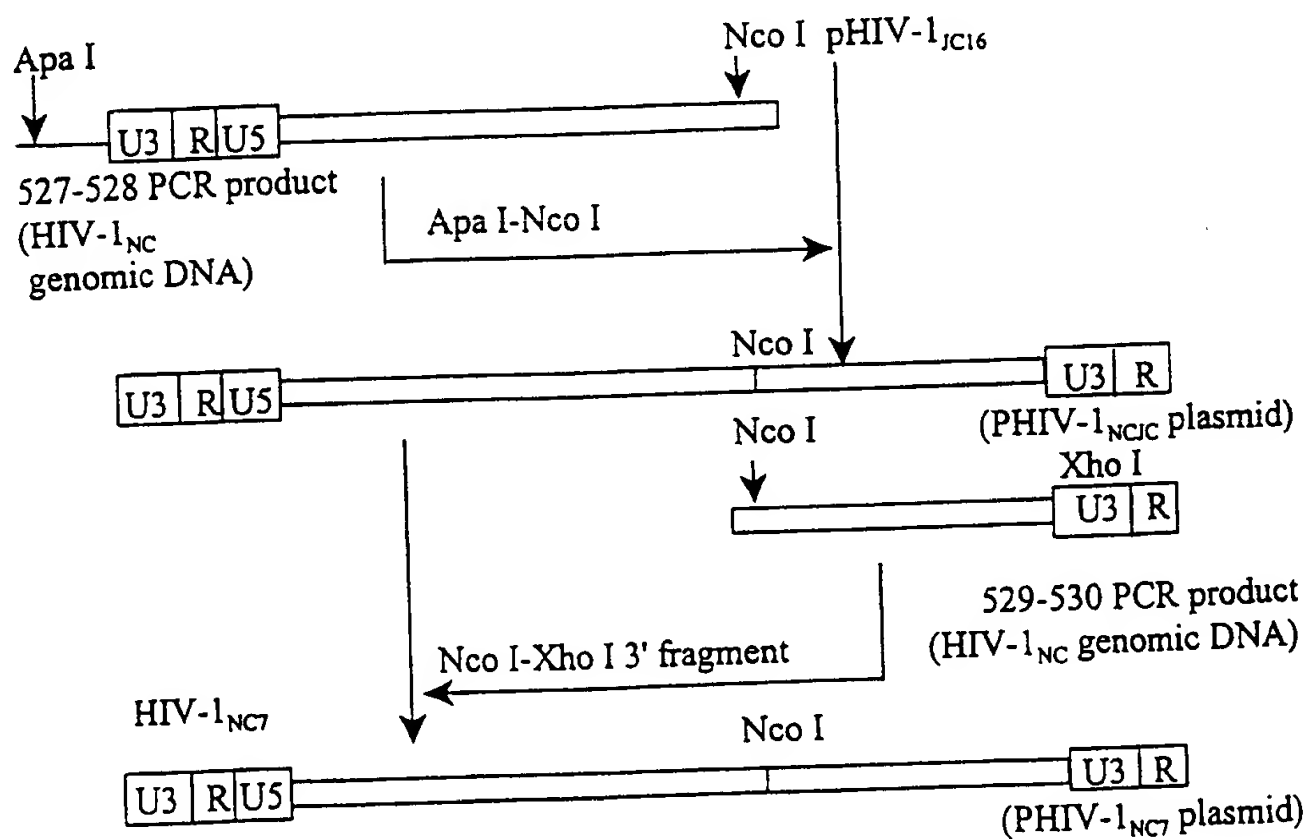 Apa I
Nco I pHIV-1JC16
U3 R U5
527-528 PCR product
(HIV-1NC
genomic DNA)
Apa I-Nco I
Nco I
U3 R U5
U3 R
(PHIV-1NCJC plasmid)
Nco I
Xho I
U3 R
529-530 PCR product
(HIV-1NC genomic DNA)
Nco I-Xho I 3' fragment
HIV-1NC7
Nco I
U3 R U5
U3 R
(PHIV-1NC7 plasmid)